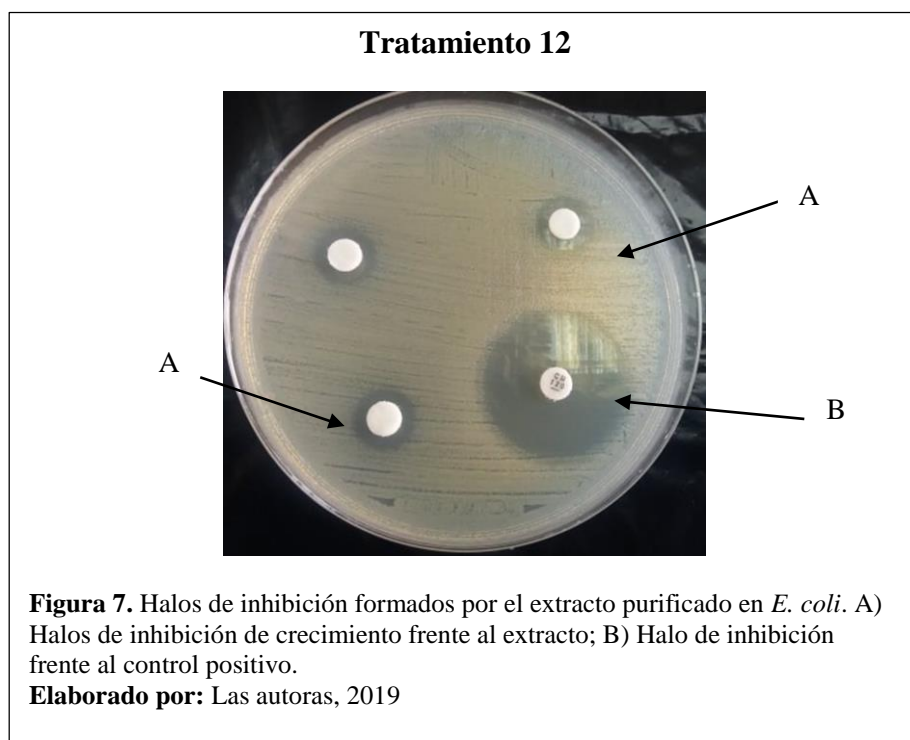 Tratamiento 12
A
A
B
Figura 7. Halos de inhibición formados por el extracto purificado en E. coli. A)
Halos de inhibición de crecimiento frente al extracto; B) Halo de inhibición
frente al control positivo.
Elaborado por: Las autoras, 2019